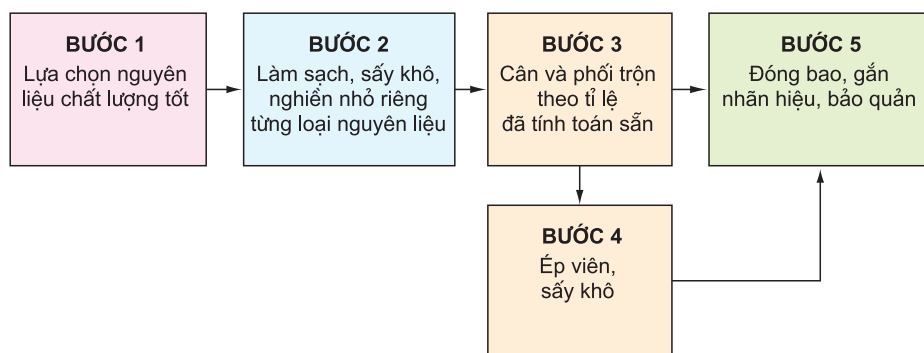 BƯỚC 1
Lựa chọn nguyên
liệu chất lượng tốt
BƯỚC 2
Làm sạch, sấy khô,
nghiền nhỏ riêng
từng loại nguyên liệu
BƯỚC 3
Cân và phối trộn
theo tỉ lệ
đã tính toán sẵn
BƯỚC 5
Đóng bao, gắn
nhãn hiệu, bảo quản
BƯỚC 4
Ép viên,
sấy khô